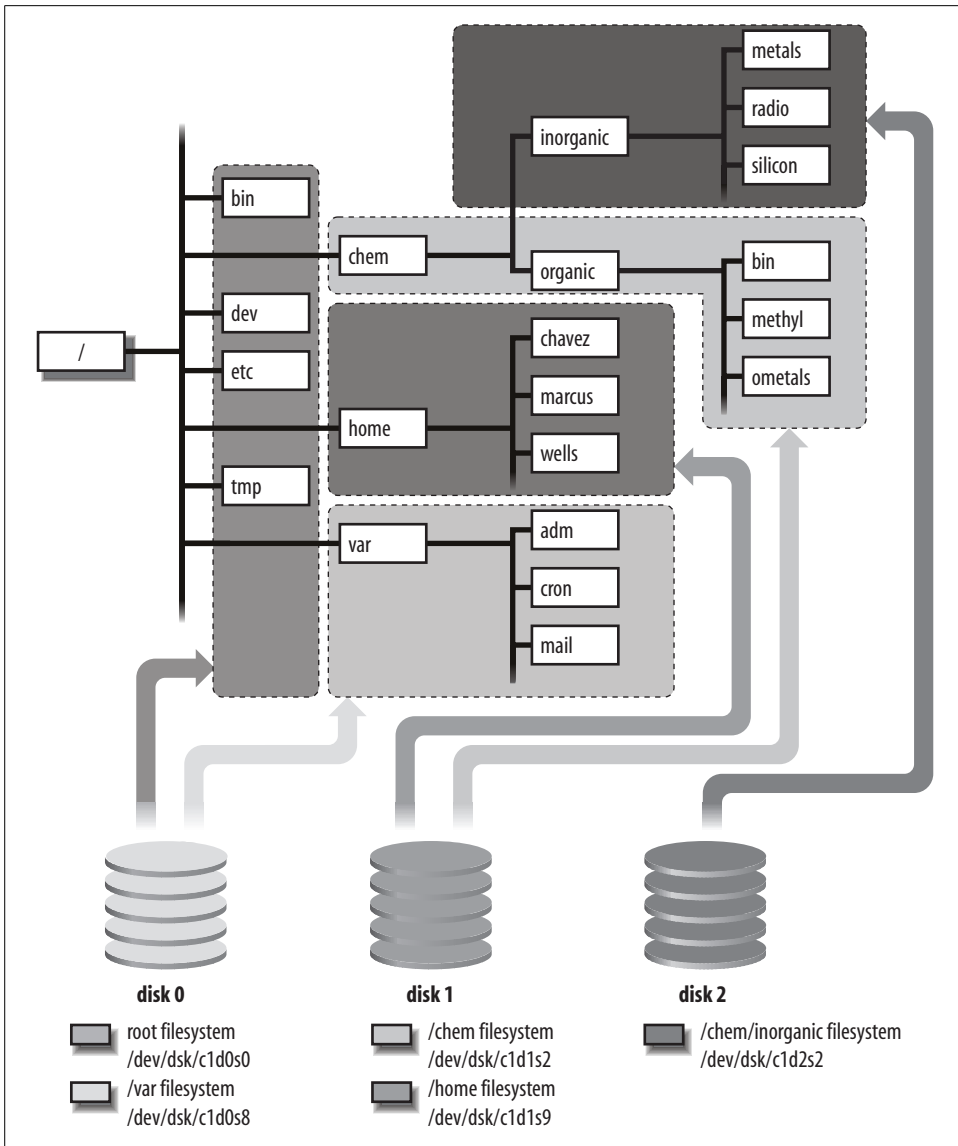 metals
radio
inorganic
silicon
bin
chem
organic
bin
methyl
ometals
dev
/
etc
chavez
marcus
home
wells
tmp
var
adm
cron
mail
disk 0
root filesystem
/dev/dsk/c1d0s0
/var filesystem
/dev/dsk/c1d0s8
disk 1
/chem filesystem
/dev/dsk/c1d1s2
/home filesystem
/dev/dsk/c1d1s9
disk 2
/chem/inorganic filesystem
/dev/dsk/c1d2s2